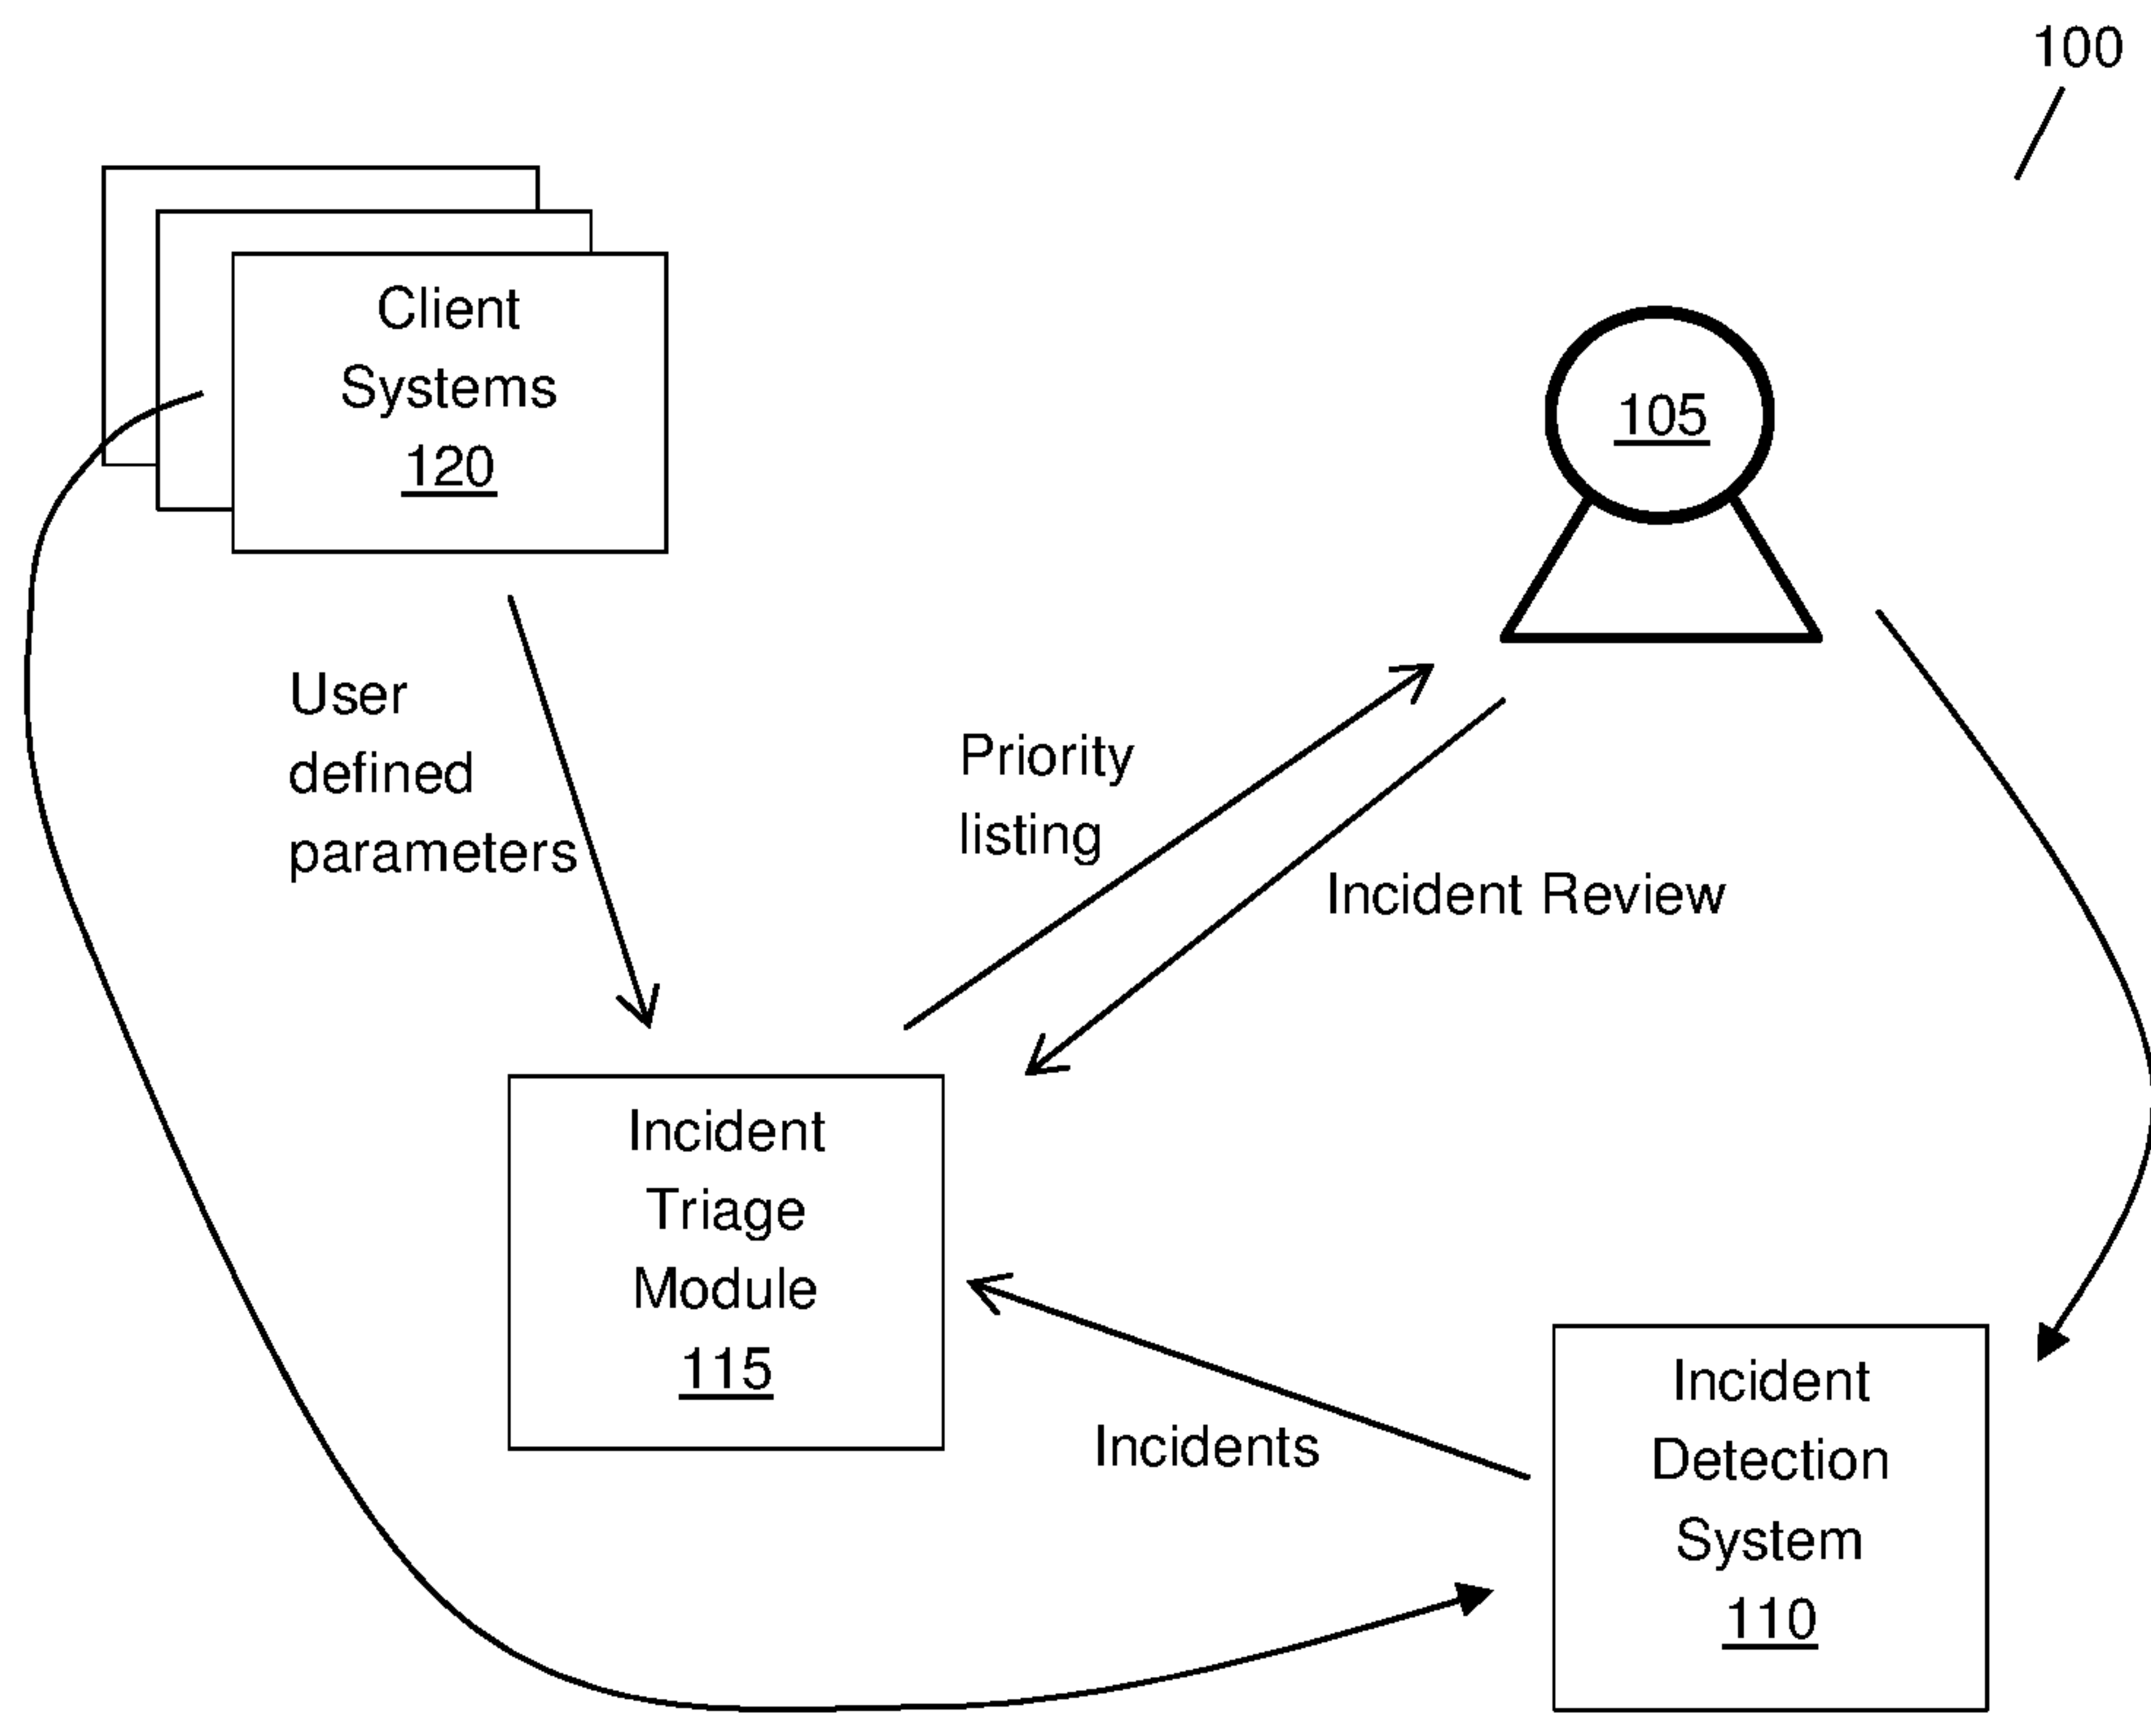 100
Client
Systems
120
105
User
defined
parameters
Priority
listing
Incident Review
Incident
Triage
Module
115
Incidents
Incident
Detection
System
110